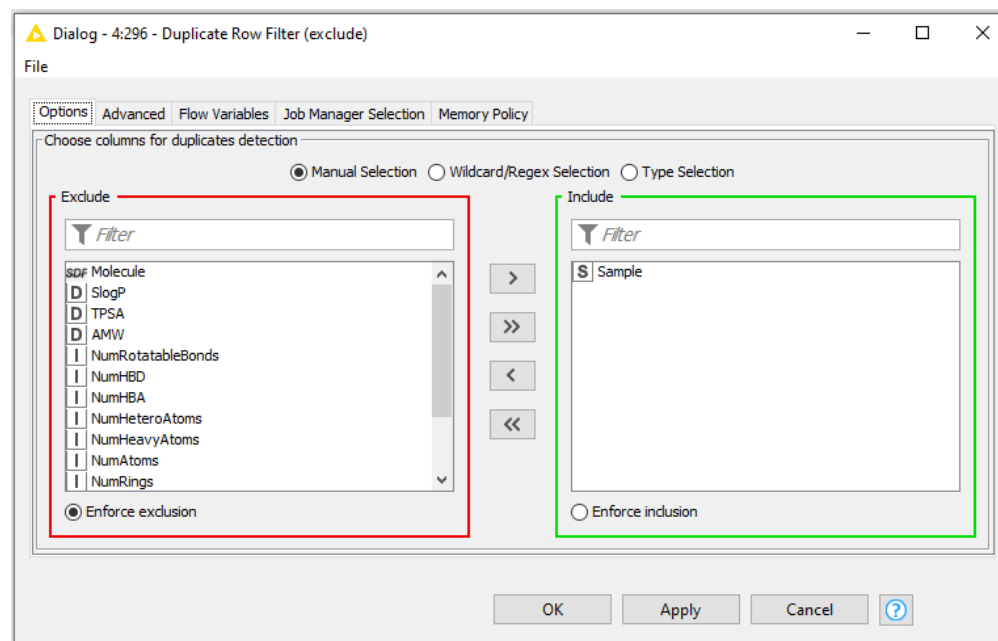 Dialog - 4:296 - Duplicate Row Filter (exclude)
File
Options Advanced Flow Variables Job Manager Selection Memory Policy
Choose columns for duplicates detection
Manual Selection Wildcard/Regex Selection Type Selection
Exclude
Filter
SDF Molecule
D SlogP
D TPSA
D AMW
I NumRotatableBonds
I NumHBD
I NumHBA
I NumHeteroAtoms
I NumHeavyAtoms
I NumAtoms
I NumRings
Enforce exclusion
>
>>
<
<<
Include
Filter
S Sample
Enforce inclusion
OK Apply Cancel ?